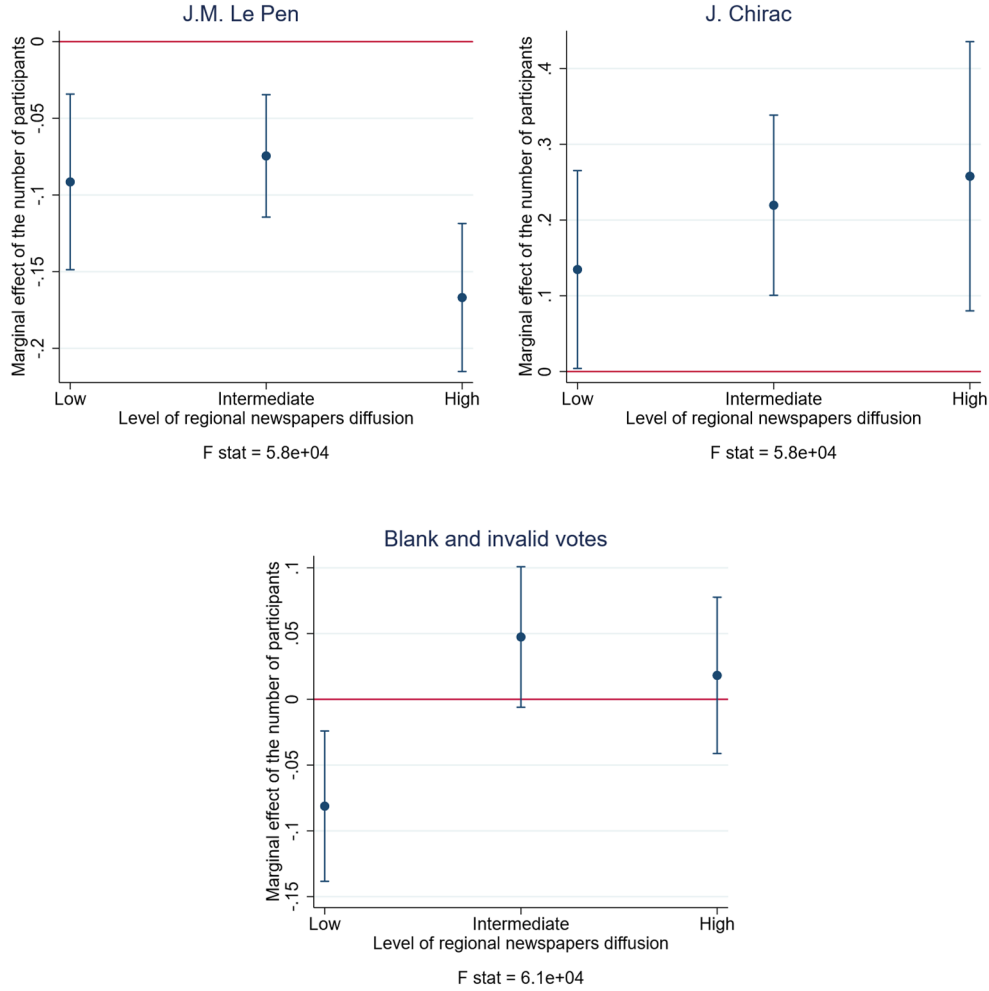 J.M. Le Pen
Marginal effect of the number of participants
0
-.05
-.1
-.15
-.2
Low
Intermediate
High
Level of regional newspapers diffusion
F stat = 5.8e+04
J. Chirac
Marginal effect of the number of participants
.4
.3
.2
.1
0
Low
Intermediate
High
Level of regional newspapers diffusion
F stat = 5.8e+04
Blank and invalid votes
Marginal effect of the number of participants
.1
.05
0
-.05
-.1
-.15
Low
Intermediate
High
Level of regional newspapers diffusion
F stat = 6.1e+04